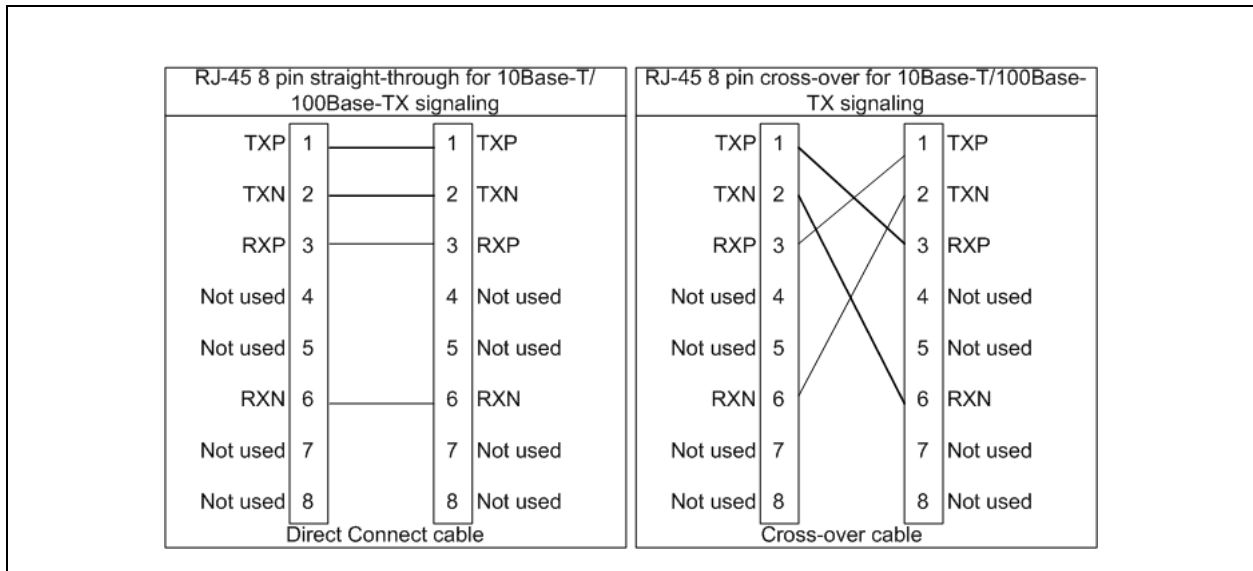 RJ-45 8 pin straight-through for 10Base-T/
100Base-TX signaling
TXP 1 1 TXP
TXN 2 2 TXN
RXP 3 3 RXP
Not used 4 4 Not used
Not used 5 5 Not used
RXN 6 6 RXN
Not used 7 7 Not used
Not used 8 8 Not used
Direct Connect cable
RJ-45 8 pin cross-over for 10Base-T/100Base-
TX signaling
TXP 1 1 TXP
TXN 2 2 TXN
RXP 3 3 RXP
Not used 4 4 Not used
Not used 5 5 Not used
RXN 6 6 RXN
Not used 7 7 Not used
Not used 8 8 Not used
Cross-over cable